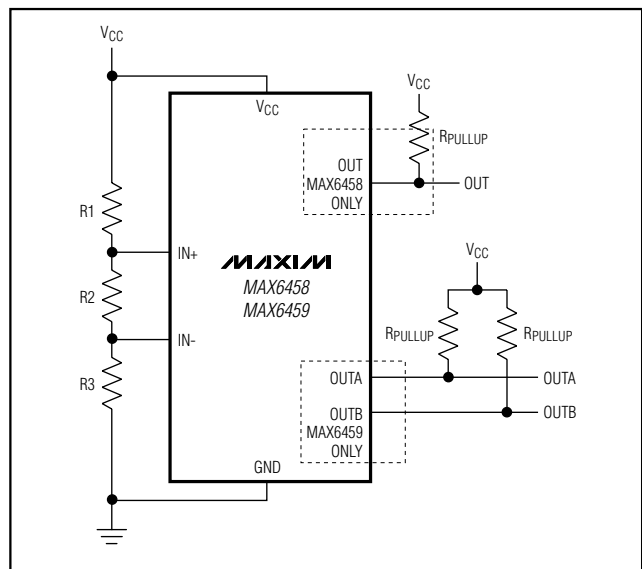 VCC
VCC
VCC
RPULLUP
OUT
MAX6458
ONLY
OUT
R1
IN+
MAXIM
MAX6458
MAX6459
R2
IN-
R3
VCC
RPULLUP
RPULLUP
OUTA
OUTA
OUTB
MAX6459
ONLY
OUTB
GND